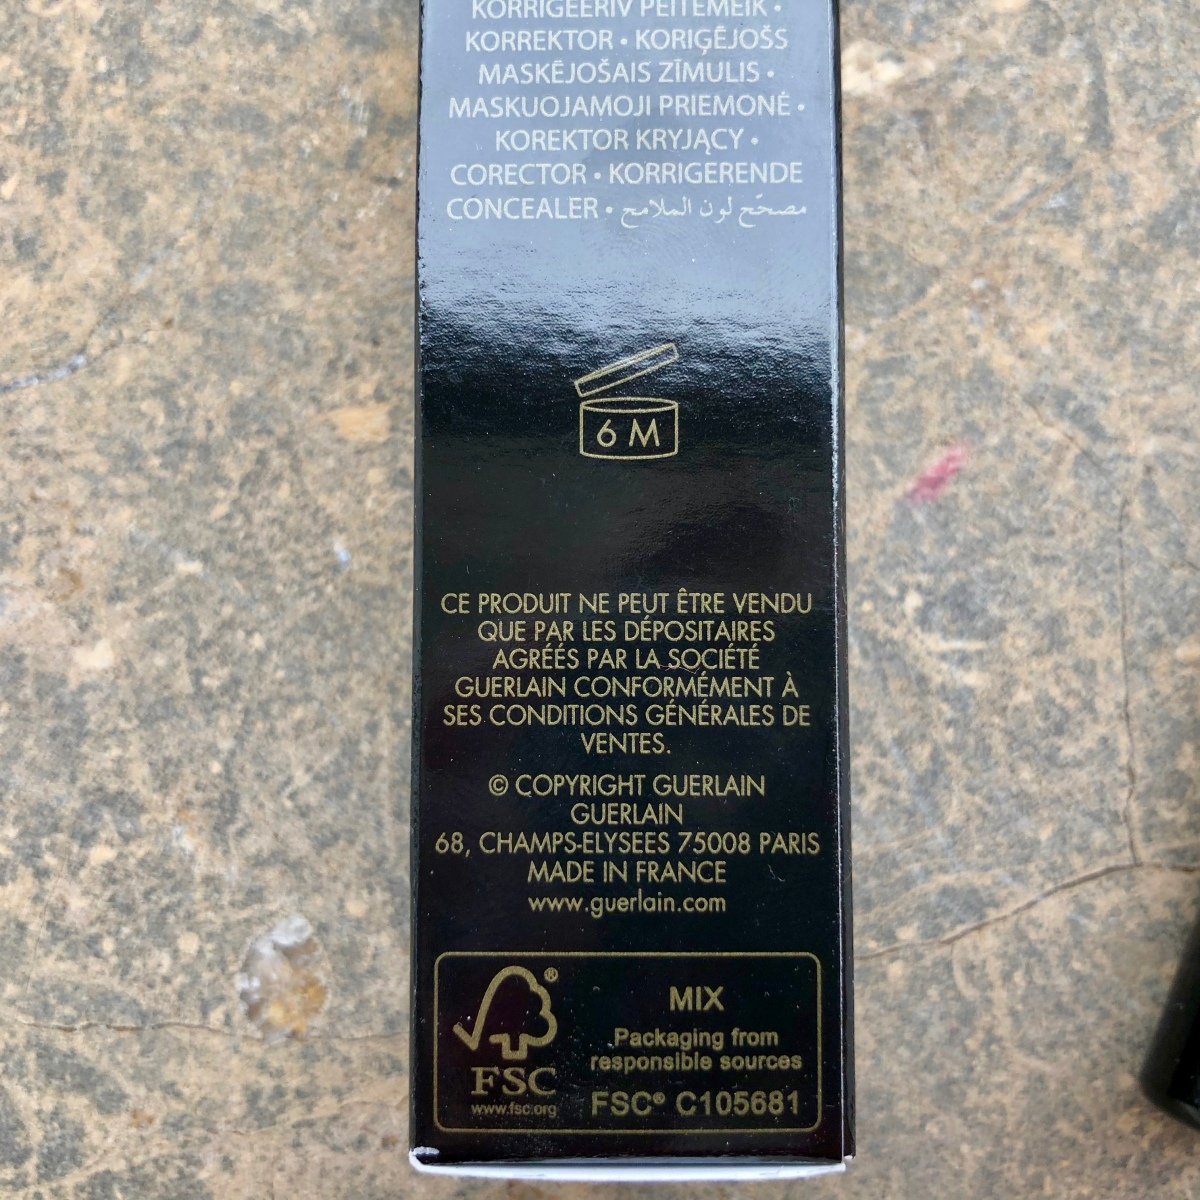 KORRIGEERIV PEITEMEIK •
KORREKTOR • KORIĢĒJOŠS
MASKĒJOŠAIS ZĪMULIS •
MASKUOJAMOJI PRIEMONĖ •
KOREKTOR KRYJĄCY •
CORECTOR • KORRIGERENDE
CONCEALER • مصحّح لون الملامح
6 M
CE PRODUIT NE PEUT ÊTRE VENDU
QUE PAR LES DÉPOSITAIRES
AGRÉÉS PAR LA SOCIÉTÉ
GUERLAIN CONFORMÉMENT À
SES CONDITIONS GÉNÉRALES DE
VENTES.
© COPYRIGHT GUERLAIN
GUERLAIN
68, CHAMPS-ELYSEES 75008 PARIS
MADE IN FRANCE
www.guerlain.com
®
FSC
www.fsc.org
MIX
Packaging from
responsible sources
FSC® C105681